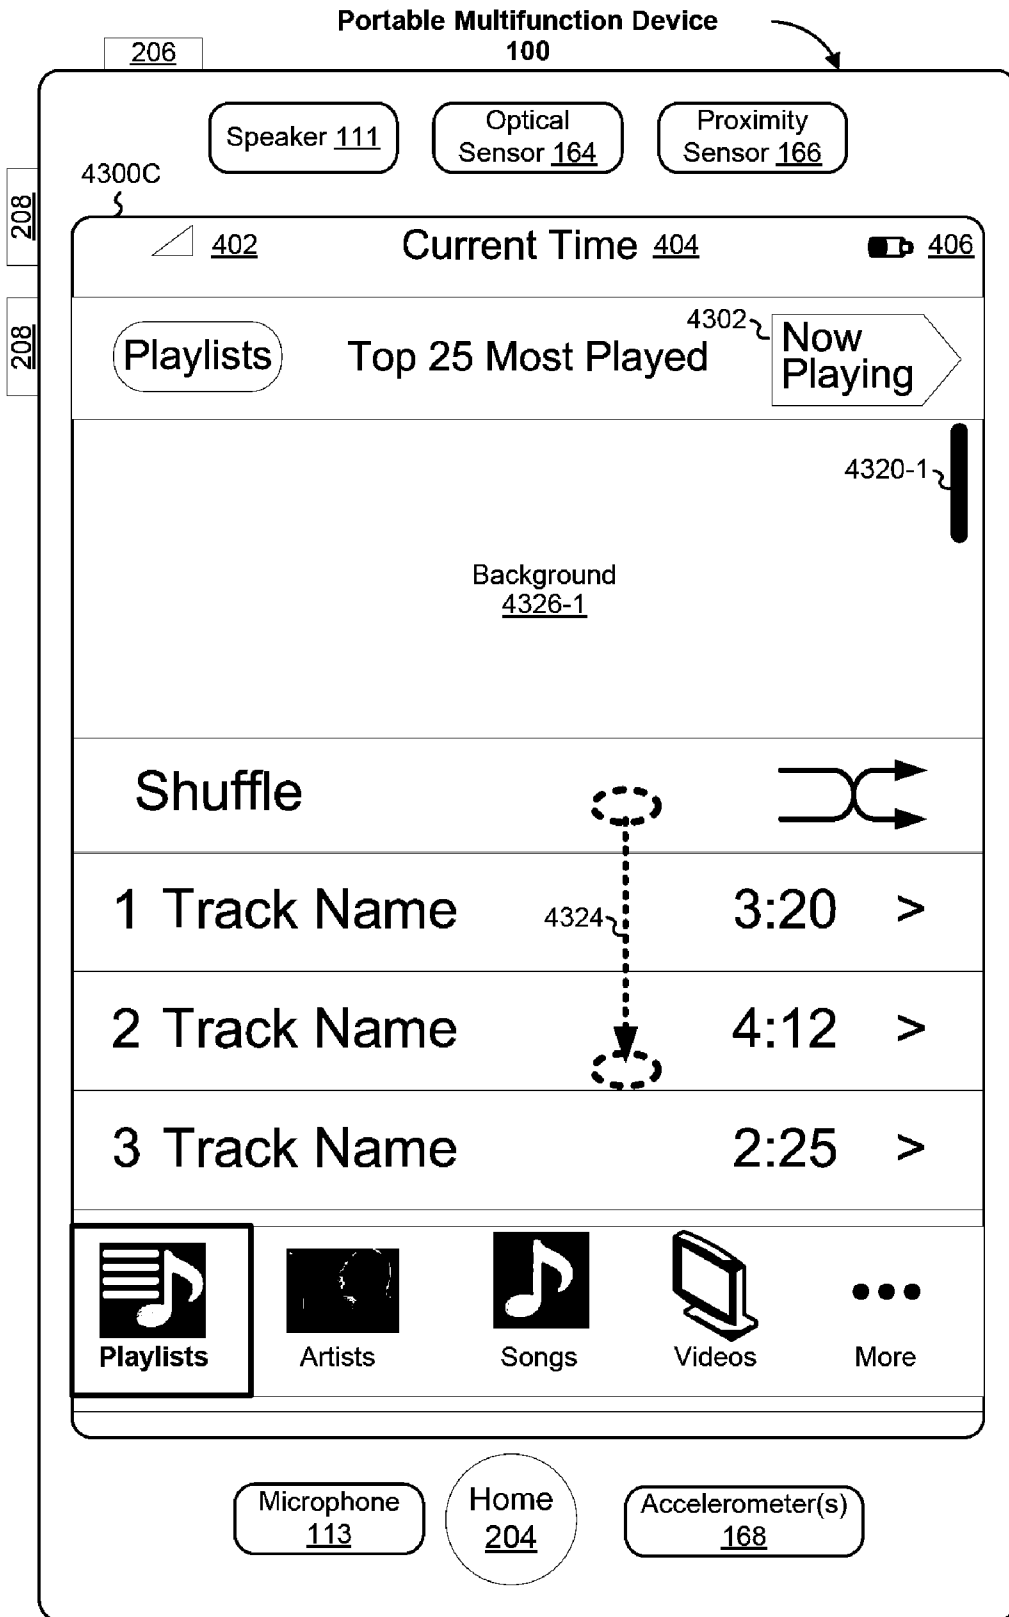 Portable Multifunction Device
100
206
Speaker 111
Optical
Sensor 164
Proximity
Sensor 166
4300C
208
402
Current Time 404
406
208
Playlists
Top 25 Most Played
4302
Now
Playing
4320-1
Background
4326-1
Shuffle
1 Track Name 3:20 >
4324
2 Track Name 4:12 >
3 Track Name 2:25 >
Playlists
Artists
Songs
Videos
More
Microphone
113
Home
204
Accelerometer(s)
168